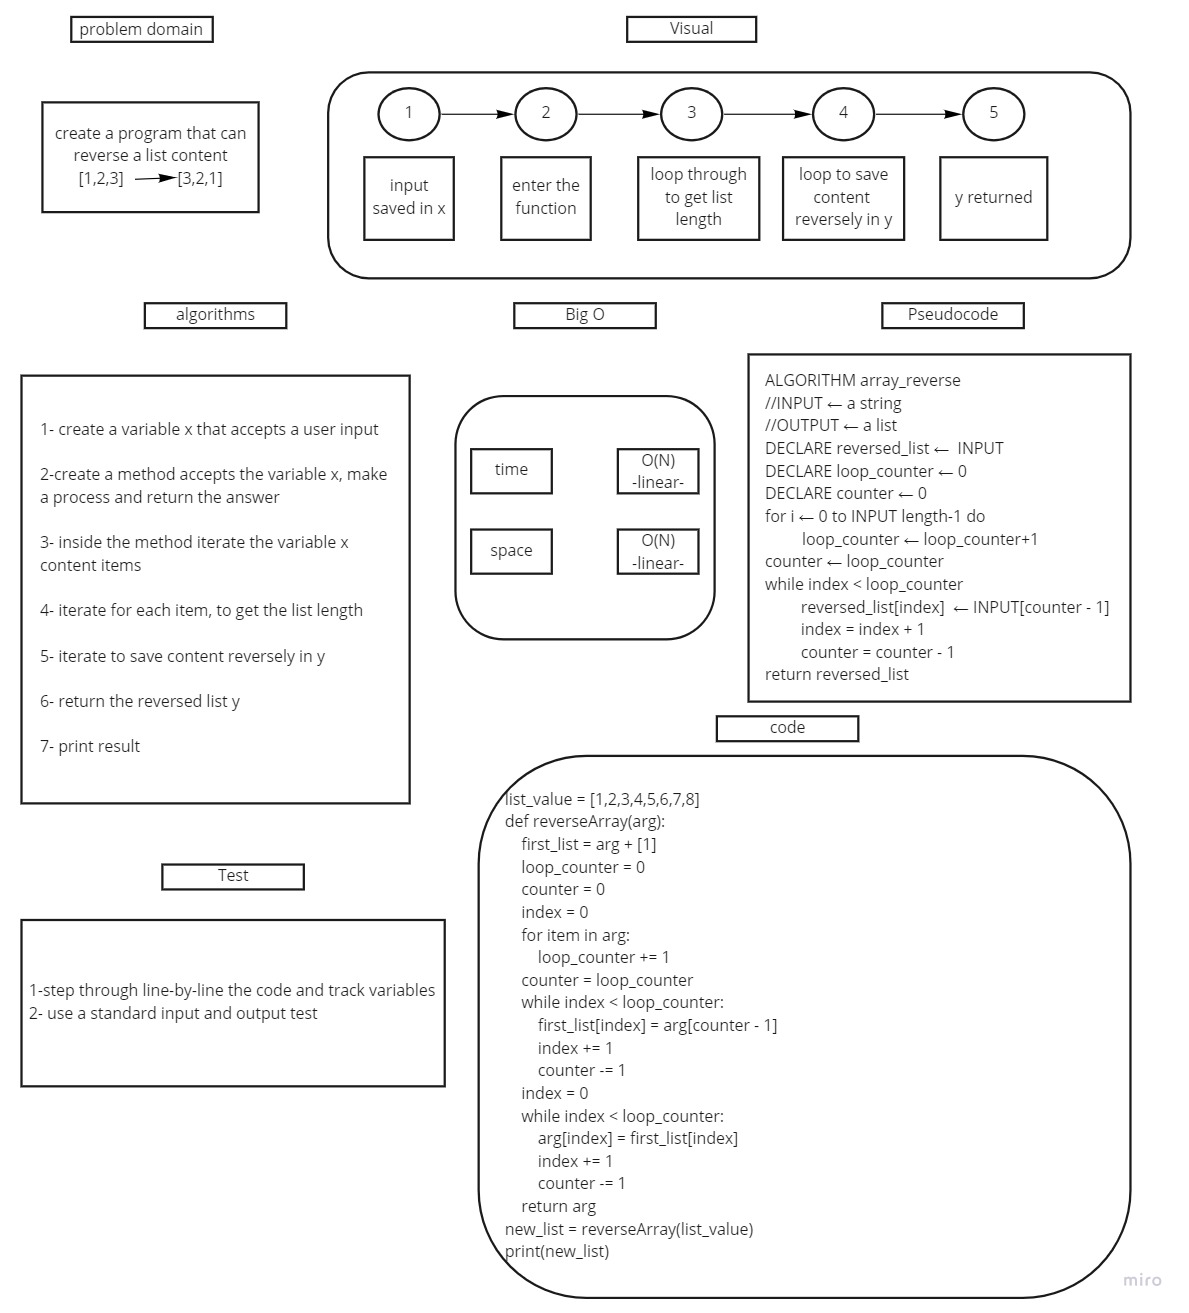 problem domain
Visual
create a program that can
reverse a list content
[1,2,3] [3,2,1]
1
2
3
4
5
input
saved in x
enter the
function
loop through
to get list
length
loop to save
content
reversely in y
y returned
algorithms
Big O
Pseudocode
1- create a variable x that accepts a user input
2-create a method accepts the variable x, make
a process and return the answer
3- inside the method iterate the variable x
content items
4- iterate for each item, to get the list length
5- iterate to save content reversely in y
6- return the reversed list y
7- print result
time
O(N)
-linear-
space
O(N)
-linear-
ALGORITHM array_reverse
//INPUT ← a string
//OUTPUT ← a list
DECLARE reversed_list ← INPUT
DECLARE loop_counter ← 0
DECLARE counter ← 0
for i ← 0 to INPUT length-1 do
loop_counter ← loop_counter+1
counter ← loop_counter
while index < loop_counter
reversed_list[index] ← INPUT[counter - 1]
index = index + 1
counter = counter - 1
return reversed_list
code
list_value = [1,2,3,4,5,6,7,8]
def reverseArray(arg):
first_list = arg + [1]
loop_counter = 0
counter = 0
index = 0
for item in arg:
loop_counter += 1
counter = loop_counter
while index < loop_counter:
first_list[index] = arg[counter - 1]
index += 1
counter -= 1
index = 0
while index < loop_counter:
arg[index] = first_list[index]
index += 1
counter -= 1
return arg
new_list = reverseArray(list_value)
print(new_list)
Test
1-step through line-by-line the code and track variables
2- use a standard input and output test
miro